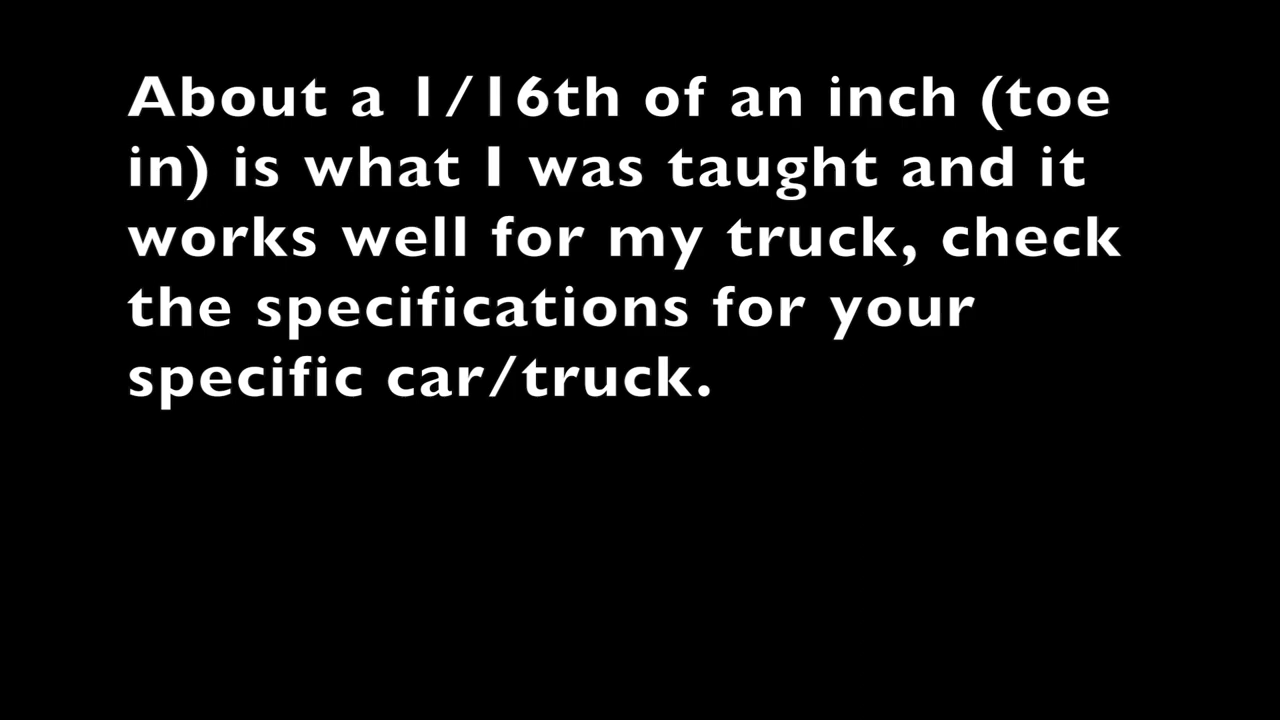 About a 1/16th of an inch (toe
in) is what I was taught and it
works well for my truck, check
the specifications for your
specific car/truck.